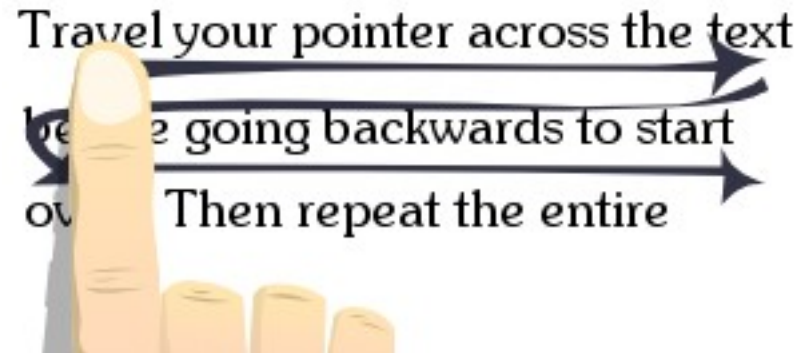 Travel your pointer across the text
going backwards to start
Then repeat the entire